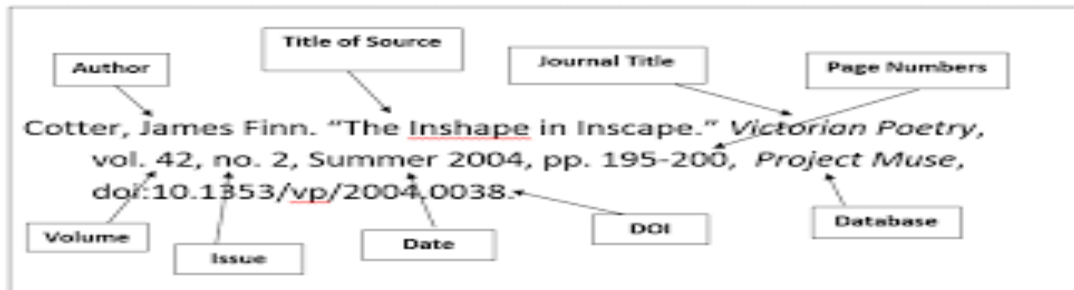 Title of Source
Author
Journal Title
Page Numbers
Cotter, James Finn. “The Inshape in Inscape.” Victorian Poetry,
vol. 42, no. 2, Summer 2004, pp. 195-200, Project Muse,
doi:10.1353/vp/2004.0038.
Volume
Issue
Date
DOI
Database